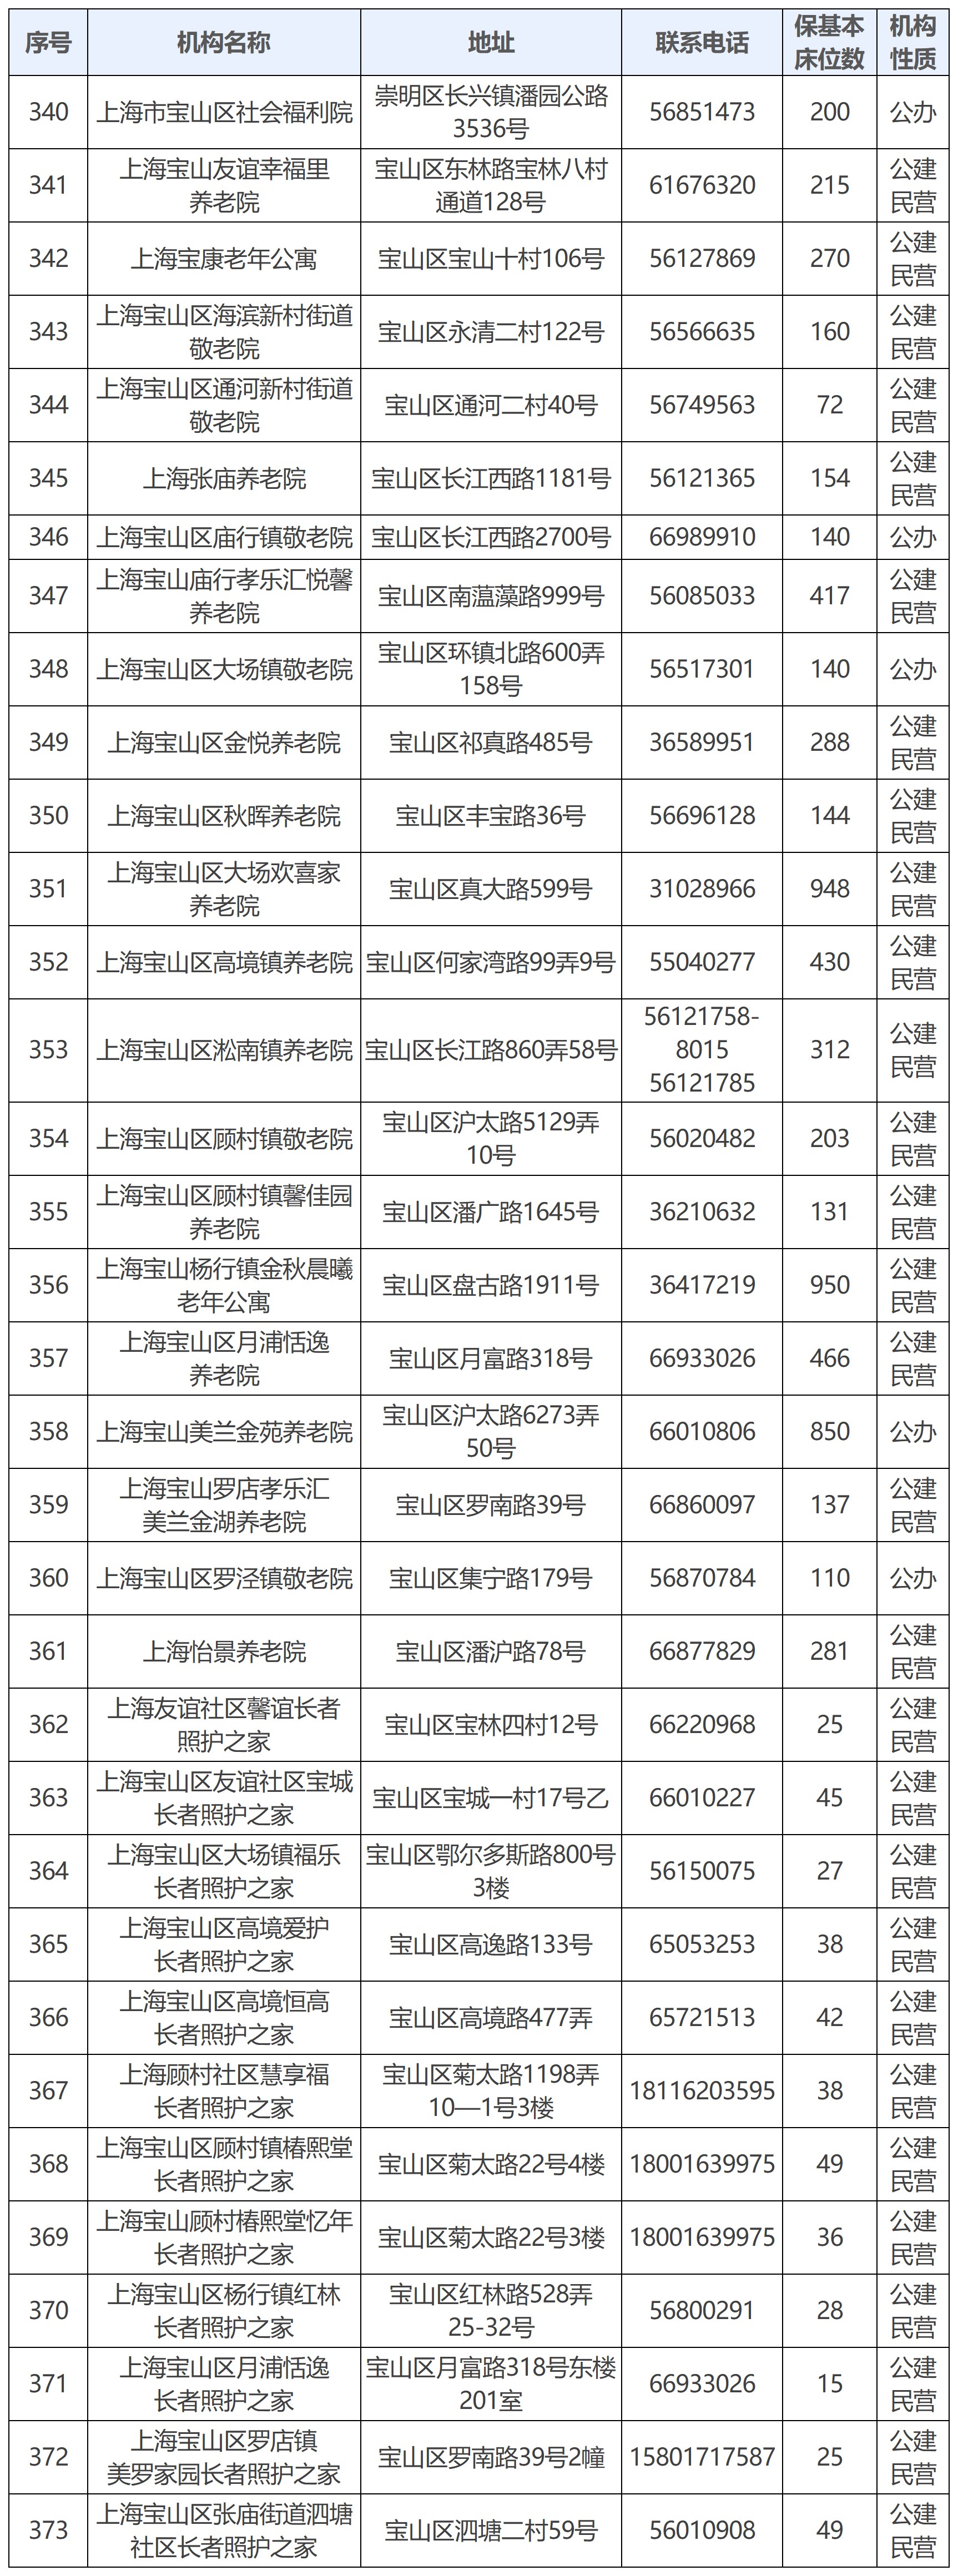 序号 机构名称 地址 联系电话 保基本 机构
床位数 性质
340 上海市宝山区社会福利院 崇明区长兴镇潘园公路 56851473 200 公办
3536号
341 上海宝山友谊幸福里 宝山区东林路宝林八村 61676320 215 公建
养老院 通道128号 民营
342 上海宝康老年公寓 宝山区宝山十村106号 56127869 270 公建
民营
343 上海宝山区海滨新村街道 宝山区永清二村122号 56566635 160 公建
敬老院 民营
344 上海宝山区通河新村街道 宝山区通河二村40号 56749563 72 公建
敬老院 民营
345 上海张庙养老院 宝山区长江西路1181号 56121365 154 公建
民营
346 上海宝山区庙行镇敬老院 宝山区长江西路2700号 66989910 140 公办
347 上海宝山庙行孝乐汇悦馨 宝山区南蕰藻路999号 56085033 417 公建
养老院 民营
348 上海宝山区大场镇敬老院 宝山区环镇北路600弄 56517301 140 公办
158号
349 上海宝山区金悦养老院 宝山区祁真路485号 36589951 288 公建
民营
350 上海宝山区秋晖养老院 宝山区丰宝路36号 56696128 144 公建
民营
351 上海宝山区大场欢喜家 宝山区真大路599号 31028966 948 公建
养老院 民营
352 上海宝山区高境镇养老院 宝山区何家湾路99弄9号 55040277 430 公建
民营
353 上海宝山区淞南镇养老院 宝山区长江路860弄58号 56121758- 312 公建
8015 民营
56121785
354 上海宝山区顾村镇敬老院 宝山区沪太路5129弄 56020482 203 公建
10号 民营
355 上海宝山区顾村镇馨佳园 宝山区潘广路1645号 36210632 131 公建
养老院 民营
356 上海宝山杨行镇金秋晨曦 宝山区盘古路1911号 36417219 950 公建
老年公寓 民营
357 上海宝山区月浦恬逸 宝山区月富路318号 66933026 466 公建
养老院 民营
358 上海宝山美兰金苑养老院 宝山区沪太路6273弄 66010806 850 公办
50号
359 上海宝山罗店孝乐汇 宝山区罗南路39号 66860097 137 公建
美兰金湖养老院 民营
360 上海宝山区罗泾镇敬老院 宝山区集宁路179号 56870784 110 公办
361 上海怡景养老院 宝山区潘沪路78号 66877829 281 公建
民营
362 上海友谊社区馨谊长者 宝山区宝林四村12号 66220968 25 公建
照护之家 民营
363 上海宝山区友谊社区宝城 宝山区宝城一村17号乙 66010227 45 公建
长者照护之家 民营
364 上海宝山区大场镇福乐 宝山区鄂尔多斯路800号 56150075 27 公建
长者照护之家 3楼 民营
365 上海宝山区高境爱护 宝山区高逸路133号 65053253 38 公建
长者照护之家 民营
366 上海宝山区高境恒高 宝山区高境路477弄 65721513 42 公建
长者照护之家 民营
367 上海顾村社区慧享福 宝山区菊太路1198弄 18116203595 38 公建
长者照护之家 10—1号3楼 民营
368 上海宝山区顾村镇椿熙堂 宝山区菊太路22号4楼 18001639975 49 公建
长者照护之家 民营
369 上海宝山顾村椿熙堂忆年 宝山区菊太路22号3楼 18001639975 36 公建
长者照护之家 民营
370 上海宝山区杨行镇红林 宝山区红林路528弄 56800291 28 公建
长者照护之家 25-32号 民营
371 上海宝山区月浦恬逸 宝山区月富路318号东楼 66933026 15 公建
长者照护之家 201室 民营
372 上海宝山区罗店镇 宝山区罗南路39号2幢 15801717587 25 公建
美罗家园长者照护之家 民营
373 上海宝山区张庙街道泗塘 宝山区泗塘二村59号 56010908 49 公建
社区长者照护之家 民营